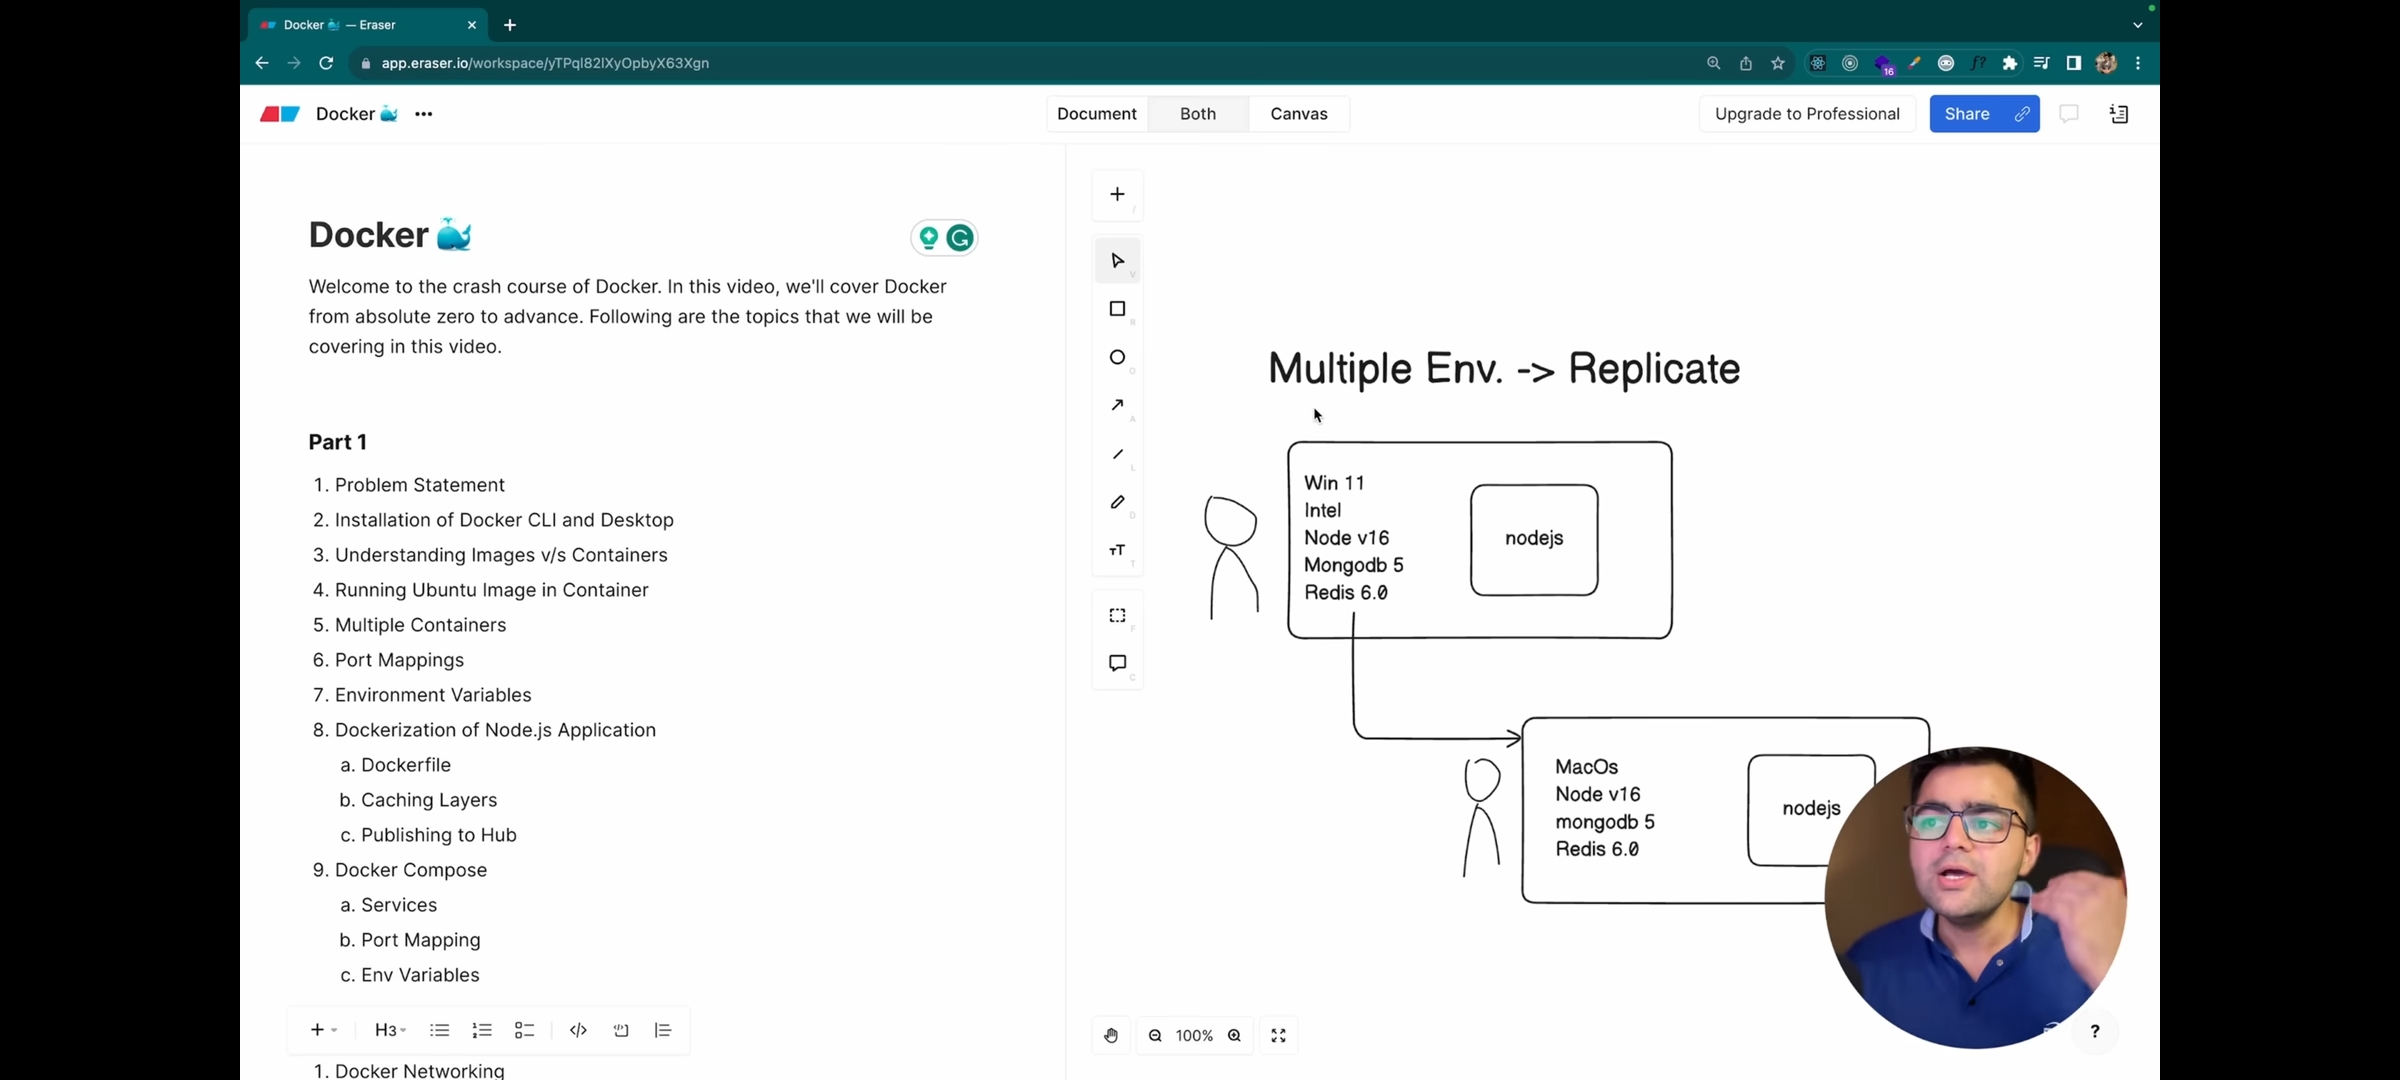 Docker 🐳 — Eraser
app.eraser.io/workspace/yTPql82lXyOpbyX63Xgn
16
f?
Docker 🐳
Document
Both
Canvas
Upgrade to Professional
Share
Docker 🐳
Welcome to the crash course of Docker. In this video, we'll cover Docker
from absolute zero to advance. Following are the topics that we will be
covering in this video.
Part 1
1. Problem Statement
2. Installation of Docker CLI and Desktop
3. Understanding Images v/s Containers
4. Running Ubuntu Image in Container
5. Multiple Containers
6. Port Mappings
7. Environment Variables
8. Dockerization of Node.js Application
a. Dockerfile
b. Caching Layers
c. Publishing to Hub
9. Docker Compose
a. Services
b. Port Mapping
c. Env Variables
H3
1. Docker Networking
/
V
R
O
A
L
D
TT
T
F
C
Multiple Env. -> Replicate
Win 11
Intel
Node v16
Mongodb 5
Redis 6.0
nodejs
MacOs
Node v16
mongodb 5
Redis 6.0
nodejs
100%
?